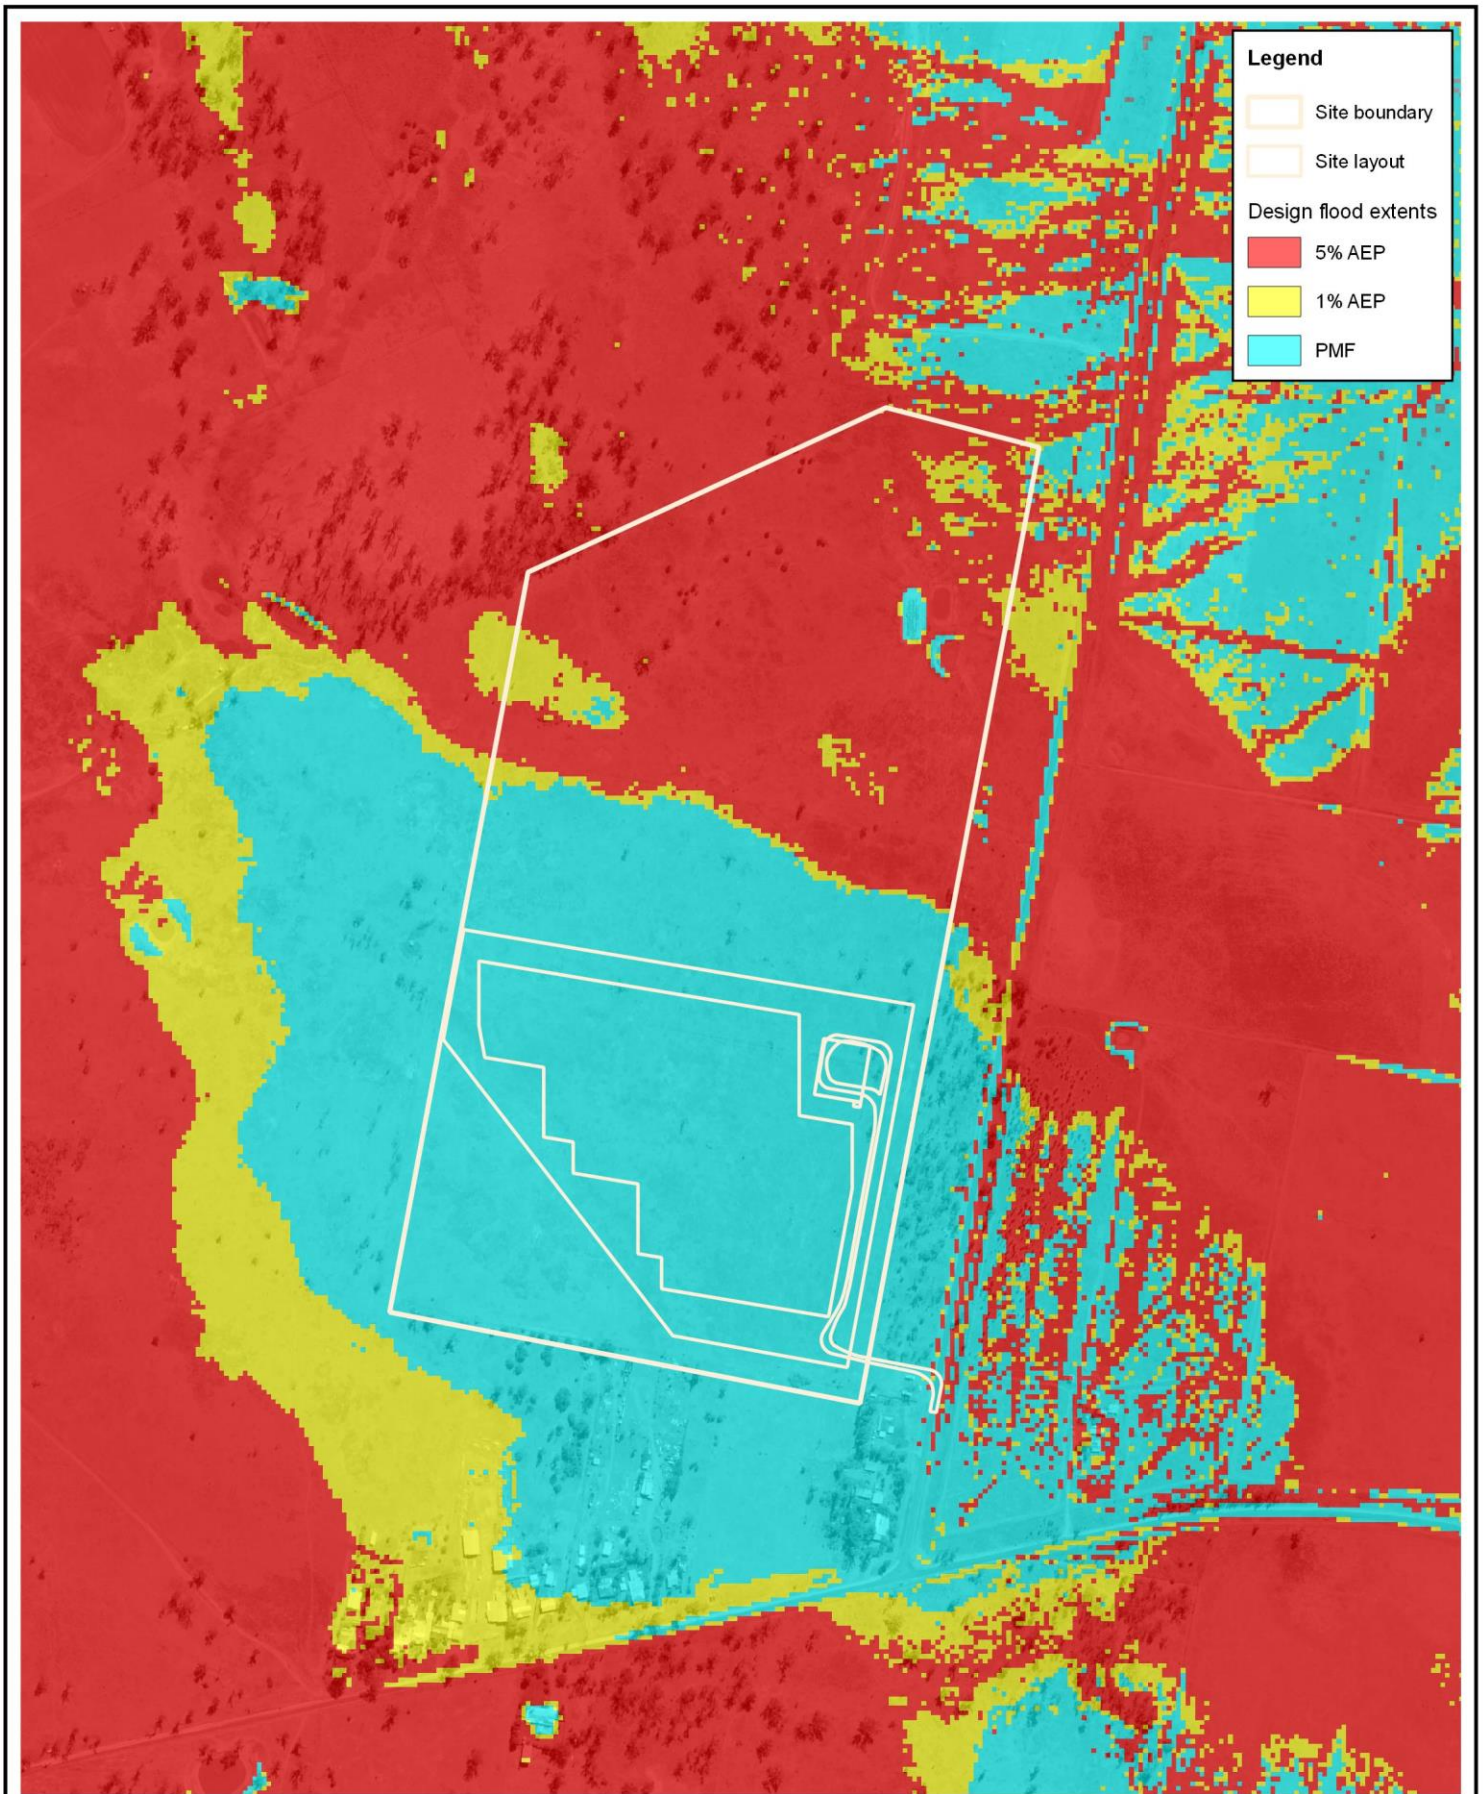 Legend
Site boundary
Site layout
Design flood extents
5% AEP
1% AEP
PMF